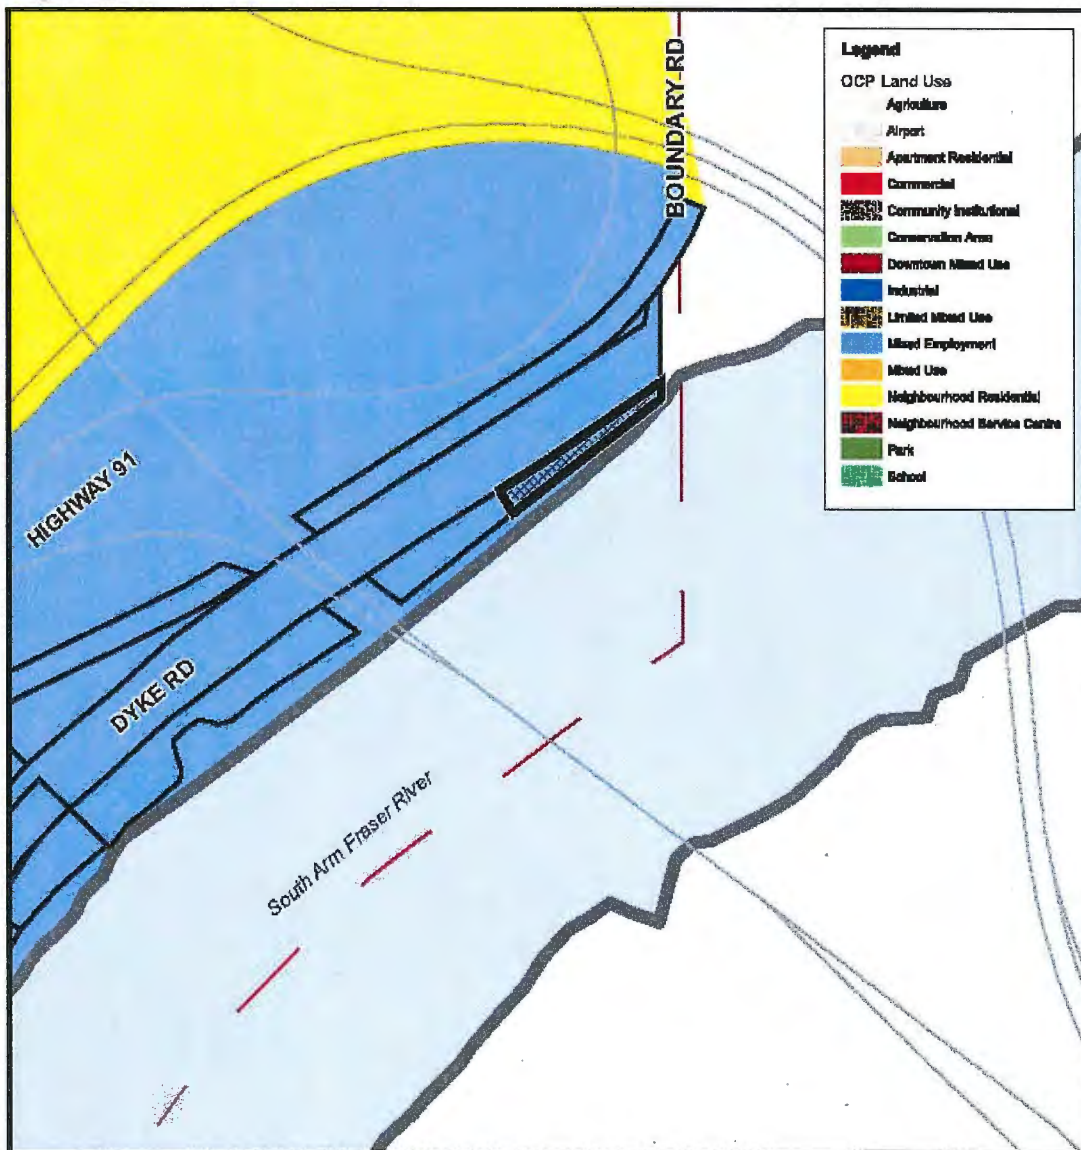 BOUNDARY RD
Legend
OCP Land Use
Agriculture
Airport
Apartment Residential
Commercial
Community Institutional
Conservation Area
Downtown Mixed Use
Industrial
Limited Mixed Use
Mixed Employment
Mixed Use
Neighbourhood Residential
Neighbourhood Service Centre
Park
School
HIGHWAY 91
DYKE RD
South Arm Fraser River